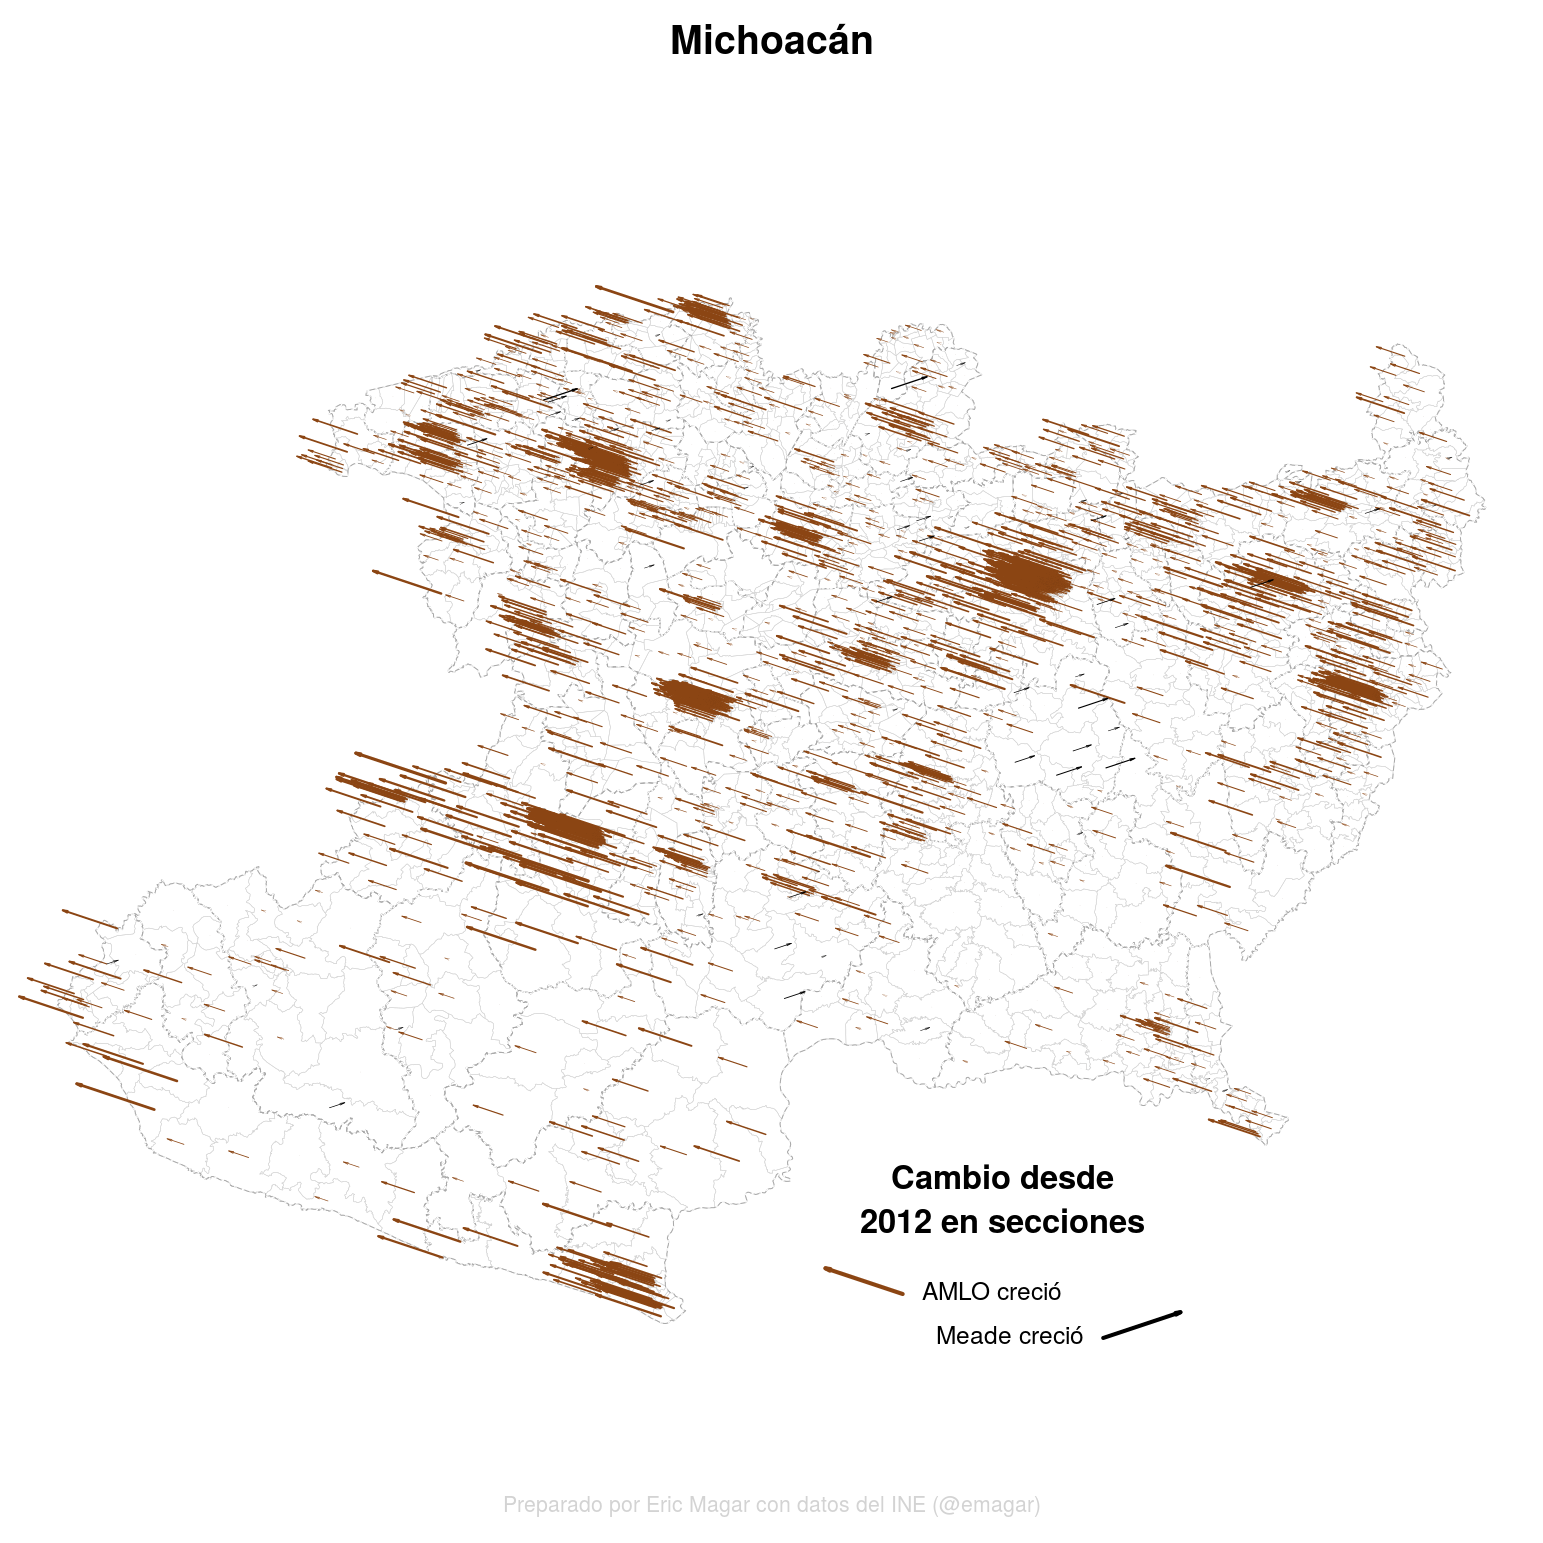 Michoacán
Cambio desde
2012 en secciones
AMLO creció
Meade creció
Preparado por Eric Magar con datos del INE (@emagar)